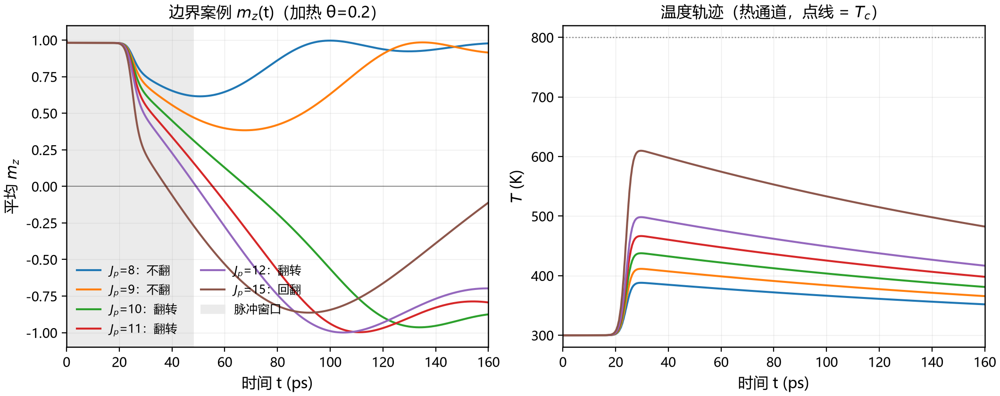 边界案例 m_z(t)（加热 θ=0.2）
1.00
0.75
0.50
0.25
0.00
-0.25
-0.50
-0.75
-1.00
平均 m_z
J_p=8：不翻
J_p=9：不翻
J_p=10：翻转
J_p=11：翻转
J_p=12：翻转
J_p=15：回翻
脉冲窗口
0 20 40 60 80 100 120 140 160
时间 t (ps)
温度轨迹（热通道，点线 = T_c）
800
700
600
500
400
300
T (K)
0 20 40 60 80 100 120 140 160
时间 t (ps)